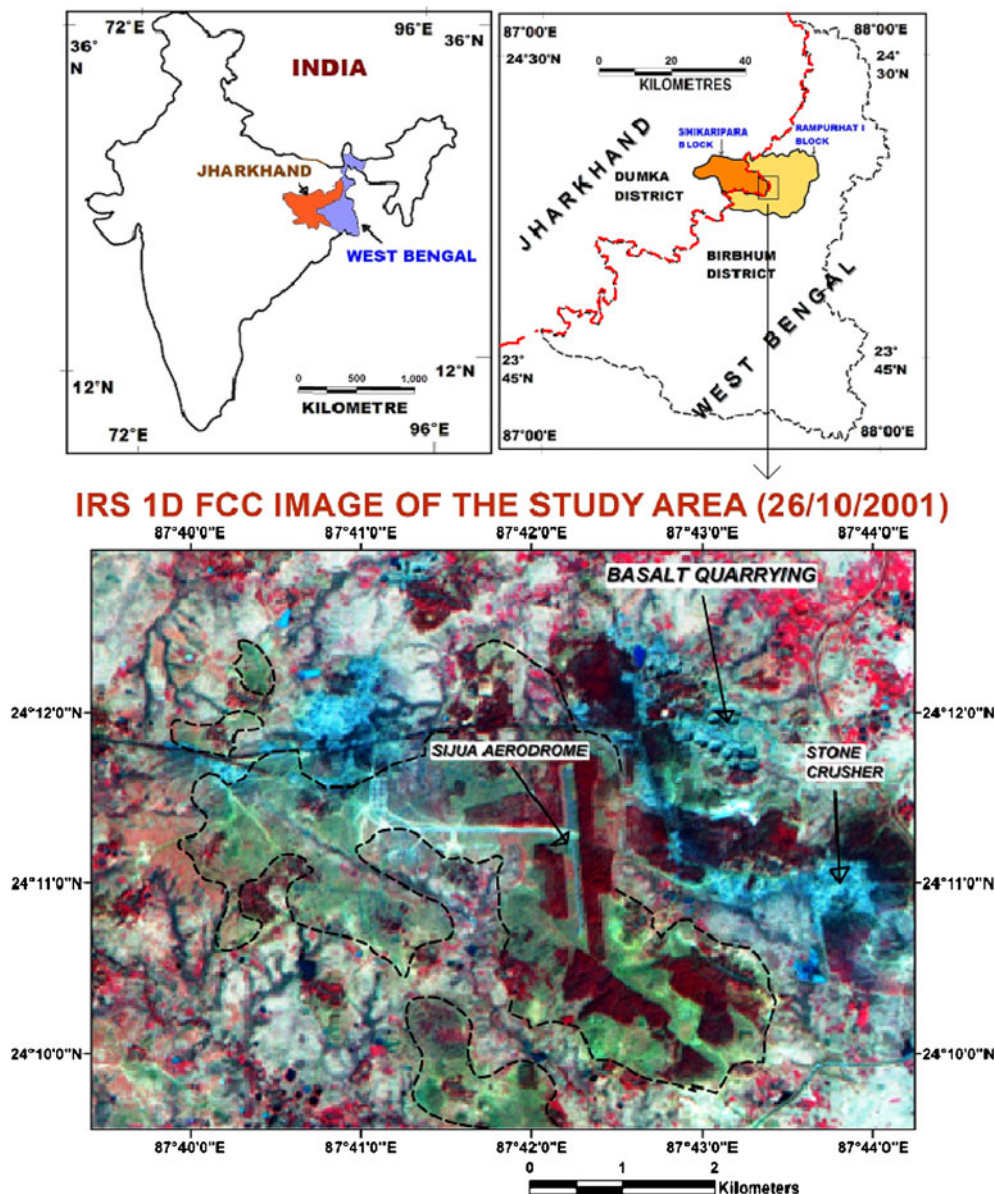 72°E
96°E
36°
N
36°N
INDIA
JHARKHAND
WEST BENGAL
12°N
12°N
0 500 1,000
KILOMETRE
72°E
96°E
87°00'E
88°00'E
24°
30'N
24°30'N
0 20 40
KILOMETRES
SHIKARIPARA
BLOCK
RAMPURHAT I
BLOCK
JHARKHAND
DUMKA
DISTRICT
BIRBHUM
DISTRICT
WEST BENGAL
23°
45'N
23°
45'N
87°00'E
88°00'E
IRS 1D FCC IMAGE OF THE STUDY AREA (26/10/2001)
87°40'0"E 87°41'0"E 87°42'0"E 87°43'0"E 87°44'0"E
BASALT QUARRYING
24°12'0"N
24°12'0"N
SIJUA AERODROME
STONE
CRUSHER
24°11'0"N
24°11'0"N
24°10'0"N
24°10'0"N
87°40'0"E 87°41'0"E 87°42'0"E 87°43'0"E 87°44'0"E
0 1 2
Kilometers